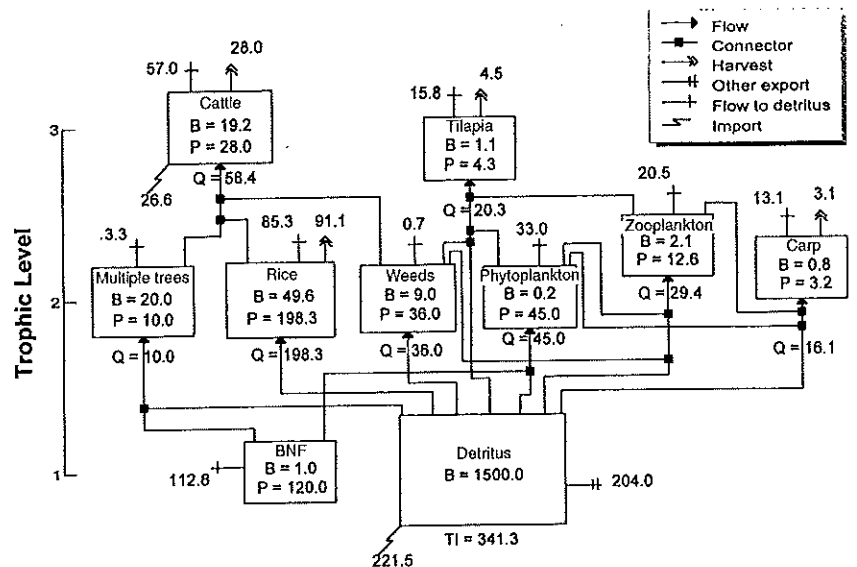 Flow
Connector
Harvest
Other export
Flow to detritus
Import
Trophic Level
3
2
1
57.0
28.0
Cattle
B = 19.2
P = 28.0
Q = 58.4
26.6
15.8
4.5
Tilapia
B = 1.1
P = 4.3
Q = 20.3
20.5
Zooplankton
B = 2.1
P = 12.6
Q = 29.4
13.1
3.1
Carp
B = 0.8
P = 3.2
Q = 16.1
.3.3
Multiple trees
B = 20.0
P = 10.0
Q = 10.0
85.3
91.1
Rice
B = 49.6
P = 198.3
Q = 198.3
0.7
Weeds
B = 9.0
P = 36.0
Q = 36.0
33.0
Phytoplankton
B = 0.2
P = 45.0
Q = 45.0
BNF
B = 1.0
P = 120.0
112.8
Detritus
B = 1500.0
204.0
TI = 341.3
221.5